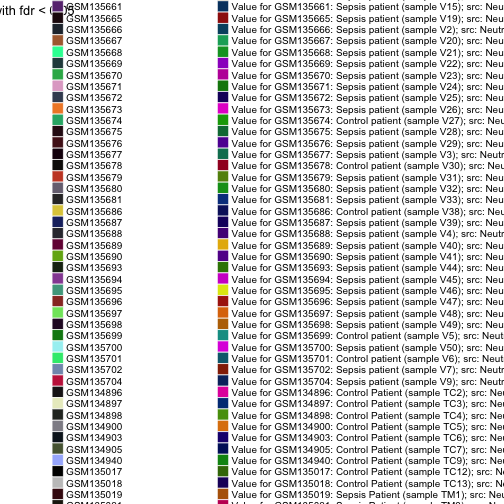 with fdr < 0.05
GSM135661 Value for GSM135661: Sepsis patient (sample V15); src: Neu
GSM135665 Value for GSM135665: Sepsis patient (sample V19); src: Neu
GSM135666 Value for GSM135666: Sepsis patient (sample V2); src: Neutr
GSM135667 Value for GSM135667: Sepsis patient (sample V20); src: Neu
GSM135668 Value for GSM135668: Sepsis patient (sample V21); src: Neu
GSM135669 Value for GSM135669: Sepsis patient (sample V22); src: Neu
GSM135670 Value for GSM135670: Sepsis patient (sample V23); src: Neu
GSM135671 Value for GSM135671: Sepsis patient (sample V24); src: Neu
GSM135672 Value for GSM135672: Sepsis patient (sample V25); src: Neu
GSM135673 Value for GSM135673: Sepsis patient (sample V26); src: Neu
GSM135674 Value for GSM135674: Control patient (sample V27); src: Neu
GSM135675 Value for GSM135675: Sepsis patient (sample V28); src: Neu
GSM135676 Value for GSM135676: Sepsis patient (sample V29); src: Neu
GSM135677 Value for GSM135677: Sepsis patient (sample V3); src: Neutr
GSM135678 Value for GSM135678: Control patient (sample V30); src: Neu
GSM135679 Value for GSM135679: Sepsis patient (sample V31); src: Neu
GSM135680 Value for GSM135680: Sepsis patient (sample V32); src: Neu
GSM135681 Value for GSM135681: Sepsis patient (sample V33); src: Neu
GSM135686 Value for GSM135686: Control patient (sample V38); src: Neu
GSM135687 Value for GSM135687: Sepsis patient (sample V39); src: Neu
GSM135688 Value for GSM135688: Sepsis patient (sample V4); src: Neutr
GSM135689 Value for GSM135689: Sepsis patient (sample V40); src: Neu
GSM135690 Value for GSM135690: Sepsis patient (sample V41); src: Neu
GSM135693 Value for GSM135693: Sepsis patient (sample V44); src: Neu
GSM135694 Value for GSM135694: Sepsis patient (sample V45); src: Neu
GSM135695 Value for GSM135695: Sepsis patient (sample V46); src: Neu
GSM135696 Value for GSM135696: Sepsis patient (sample V47); src: Neu
GSM135697 Value for GSM135697: Sepsis patient (sample V48); src: Neu
GSM135698 Value for GSM135698: Sepsis patient (sample V49); src: Neu
GSM135699 Value for GSM135699: Control patient (sample V5); src: Neut
GSM135700 Value for GSM135700: Sepsis patient (sample V50); src: Neu
GSM135701 Value for GSM135701: Control patient (sample V6); src: Neut
GSM135702 Value for GSM135702: Sepsis patient (sample V7); src: Neutr
GSM135704 Value for GSM135704: Sepsis patient (sample V9); src: Neutr
GSM134896 Value for GSM134896: Control Patient (sample TC2); src: Neu
GSM134897 Value for GSM134897: Control Patient (sample TC3); src: Neu
GSM134898 Value for GSM134898: Control Patient (sample TC4); src: Neu
GSM134900 Value for GSM134900: Control Patient (sample TC5); src: Neu
GSM134903 Value for GSM134903: Control Patient (sample TC6); src: Neu
GSM134905 Value for GSM134905: Control Patient (sample TC7); src: Neu
GSM134940 Value for GSM134940: Control Patient (sample TC9); src: Neu
GSM135017 Value for GSM135017: Control Patient (sample TC12); src: Neu
GSM135018 Value for GSM135018: Control Patient (sample TC13); src: Neu
GSM135019 Value for GSM135019: Sepsis Patient (sample TM1); src: Neu